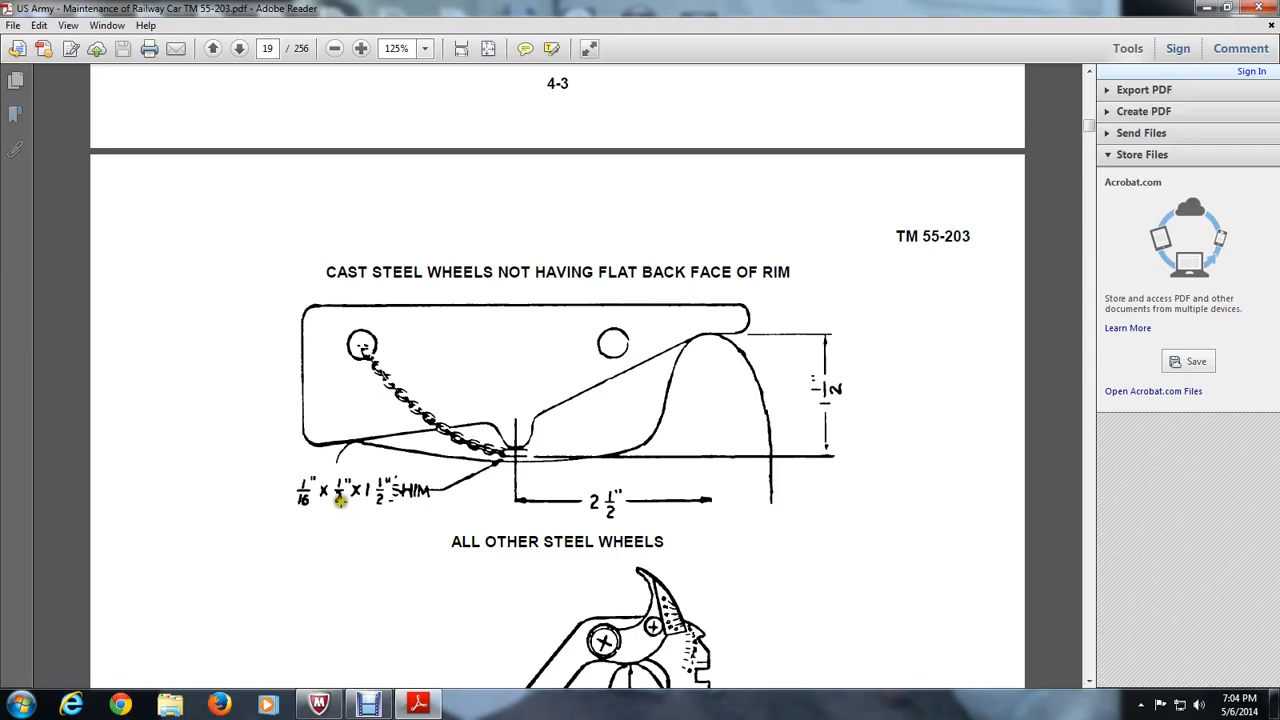 US Army - Maintenance of Railway Car TM 55-203.pdf - Adobe Reader
File Edit View Window Help
19 / 256 125% Tools Sign Comment
Sign In
Export PDF
Create PDF
Send Files
Store Files
Acrobat.com
Store and access PDF and other
documents from multiple devices.
Learn More
Save
Open Acrobat.com Files
4-3
TM 55-203
CAST STEEL WHEELS NOT HAVING FLAT BACK FACE OF RIM
1 1/2"
1/16" x x 1 1/2" SHIM
2 1/2"
ALL OTHER STEEL WHEELS
7:04 PM
5/6/2014